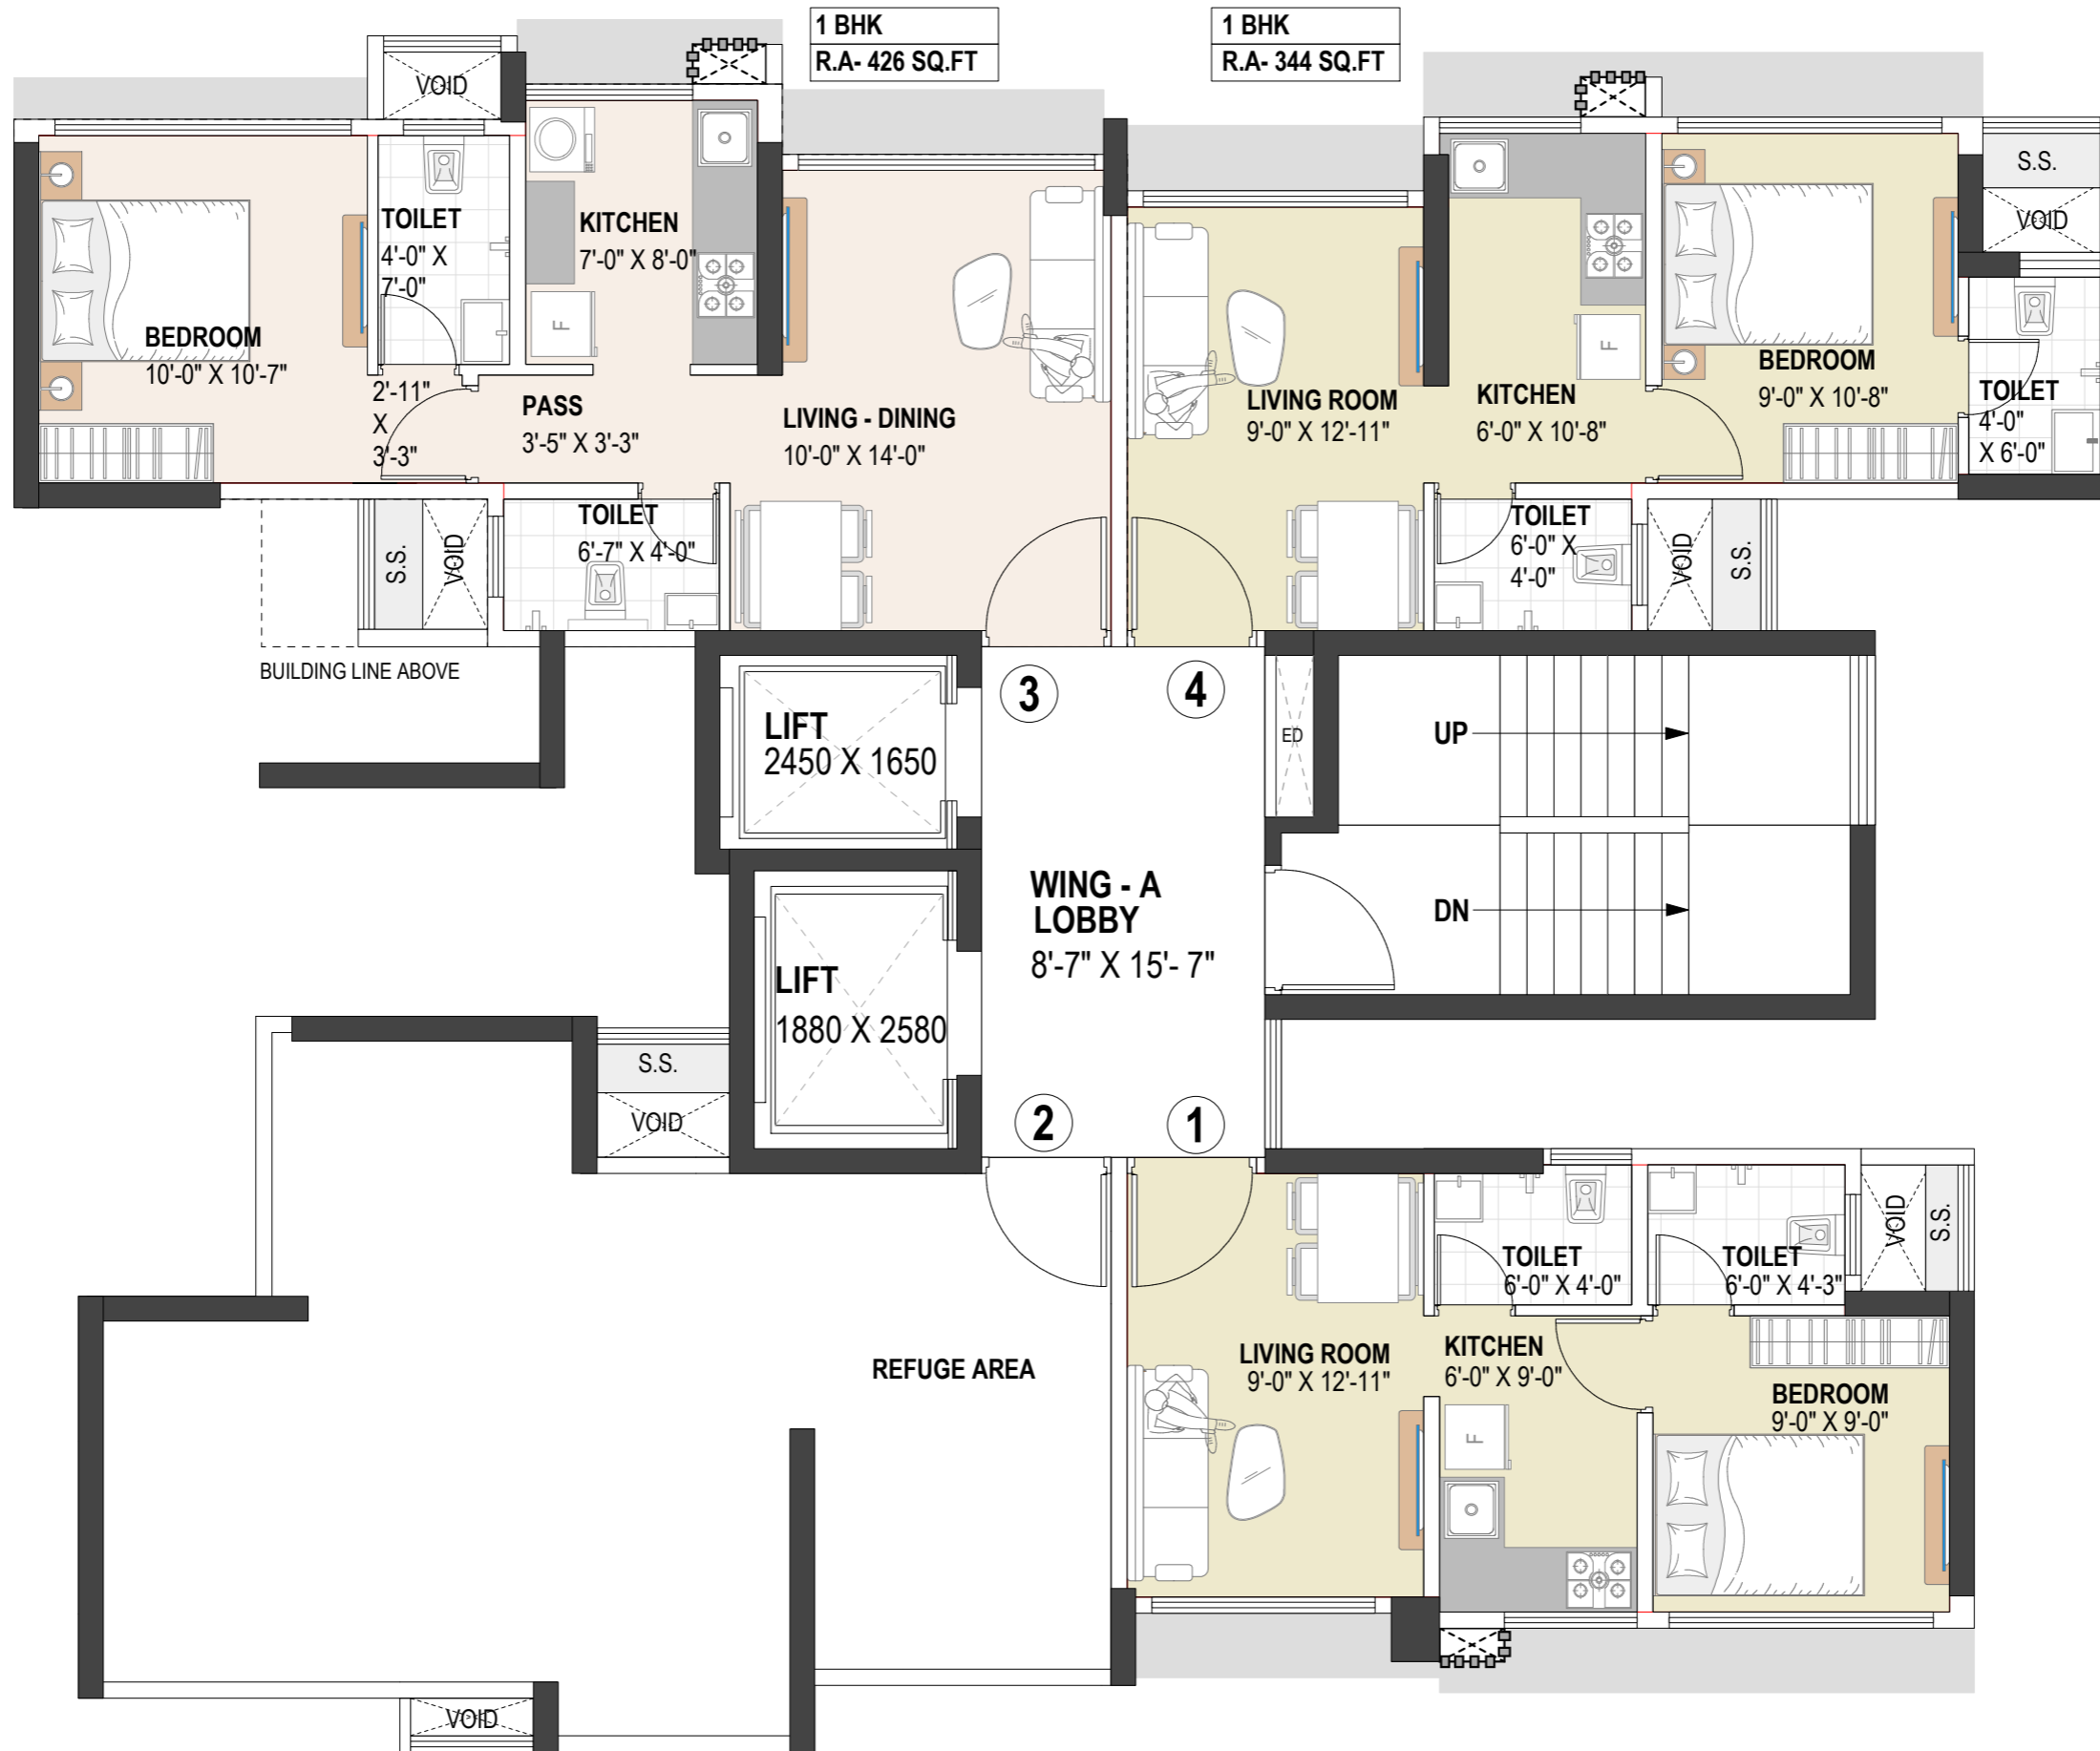 1 BHK
R.A- 426 SQ.FT
1 BHK
R.A- 344 SQ.FT
VOID
BEDROOM
10'-0" X 10'-7"
TOILET
4'-0" X
7'-0"
KITCHEN
7'-0" X 8'-0"
F
2'-11"
X
3'-3"
PASS
3'-5" X 3'-3"
LIVING - DINING
10'-0" X 14'-0"
TOILET
6'-7" X 4'-0"
S.S.
VOID
BUILDING LINE ABOVE
LIVING ROOM
9'-0" X 12'-11"
KITCHEN
6'-0" X 10'-8"
F
BEDROOM
9'-0" X 10'-8"
S.S.
VOID
TOILET
4'-0"
X 6'-0"
TOILET
6'-0" X
4'-0"
VOID
S.S.
3
4
LIFT
2450 X 1650
ED
UP
DN
WING - A
LOBBY
8'-7" X 15'- 7"
LIFT
1880 X 2580
S.S.
VOID
2
1
REFUGE AREA
TOILET
6'-0" X 4'-0"
TOILET
6'-0" X 4'-3"
VOID
S.S.
LIVING ROOM
9'-0" X 12'-11"
KITCHEN
6'-0" X 9'-0"
F
BEDROOM
9'-0" X 9'-0"
VOID